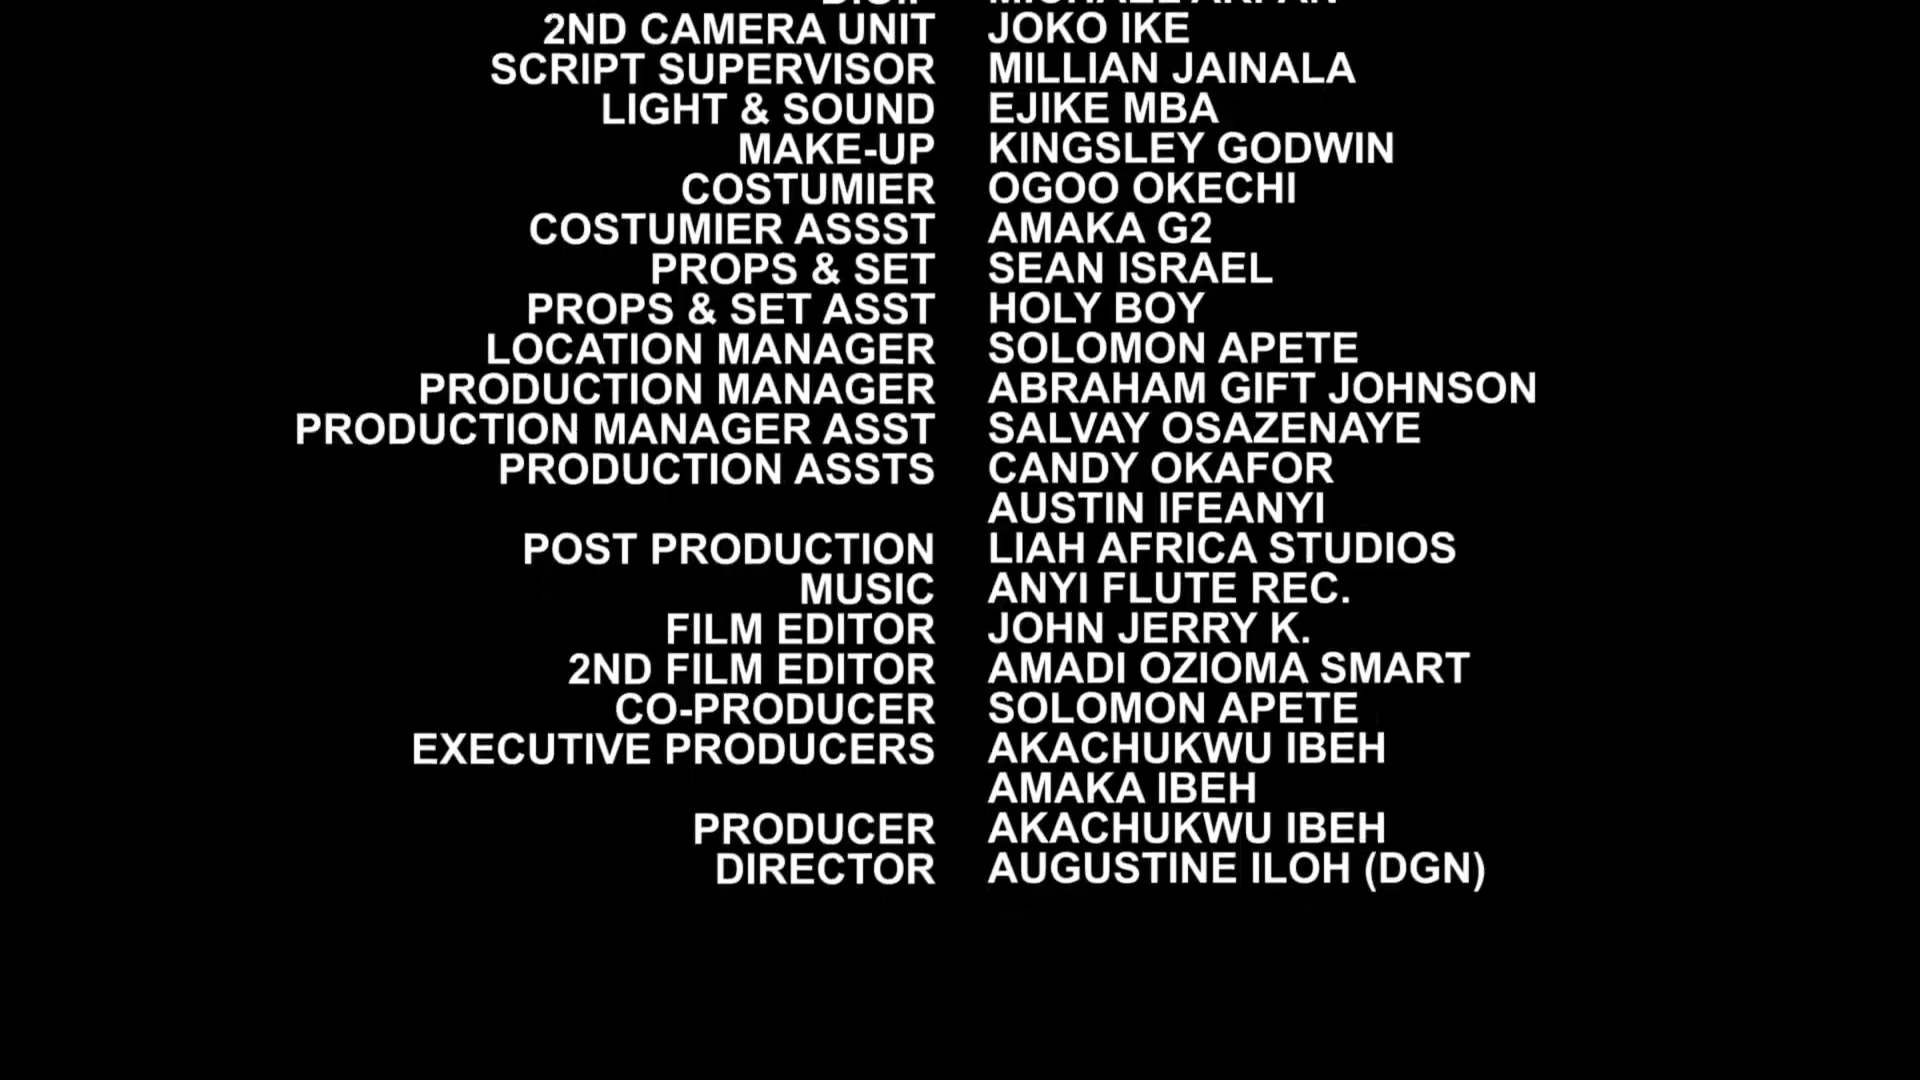 2ND CAMERA UNIT JOKO IKE
SCRIPT SUPERVISOR MILLIAN JAINALA
LIGHT & SOUND EJIKE MBA
MAKE-UP KINGSLEY GODWIN
COSTUMIER OGOO OKECHI
COSTUMIER ASSST AMAKA G2
PROPS & SET SEAN ISRAEL
PROPS & SET ASST HOLY BOY
LOCATION MANAGER SOLOMON APETE
PRODUCTION MANAGER ABRAHAM GIFT JOHNSON
PRODUCTION MANAGER ASST SALVAY OSAZENAYE
PRODUCTION ASSTS CANDY OKAFOR
AUSTIN IFEANYI
POST PRODUCTION LIAH AFRICA STUDIOS
MUSIC ANYI FLUTE REC.
FILM EDITOR JOHN JERRY K.
2ND FILM EDITOR AMADI OZIOMA SMART
CO-PRODUCER SOLOMON APETE
EXECUTIVE PRODUCERS AKACHUKWU IBEH
AMAKA IBEH
PRODUCER AKACHUKWU IBEH
DIRECTOR AUGUSTINE ILOH (DGN)